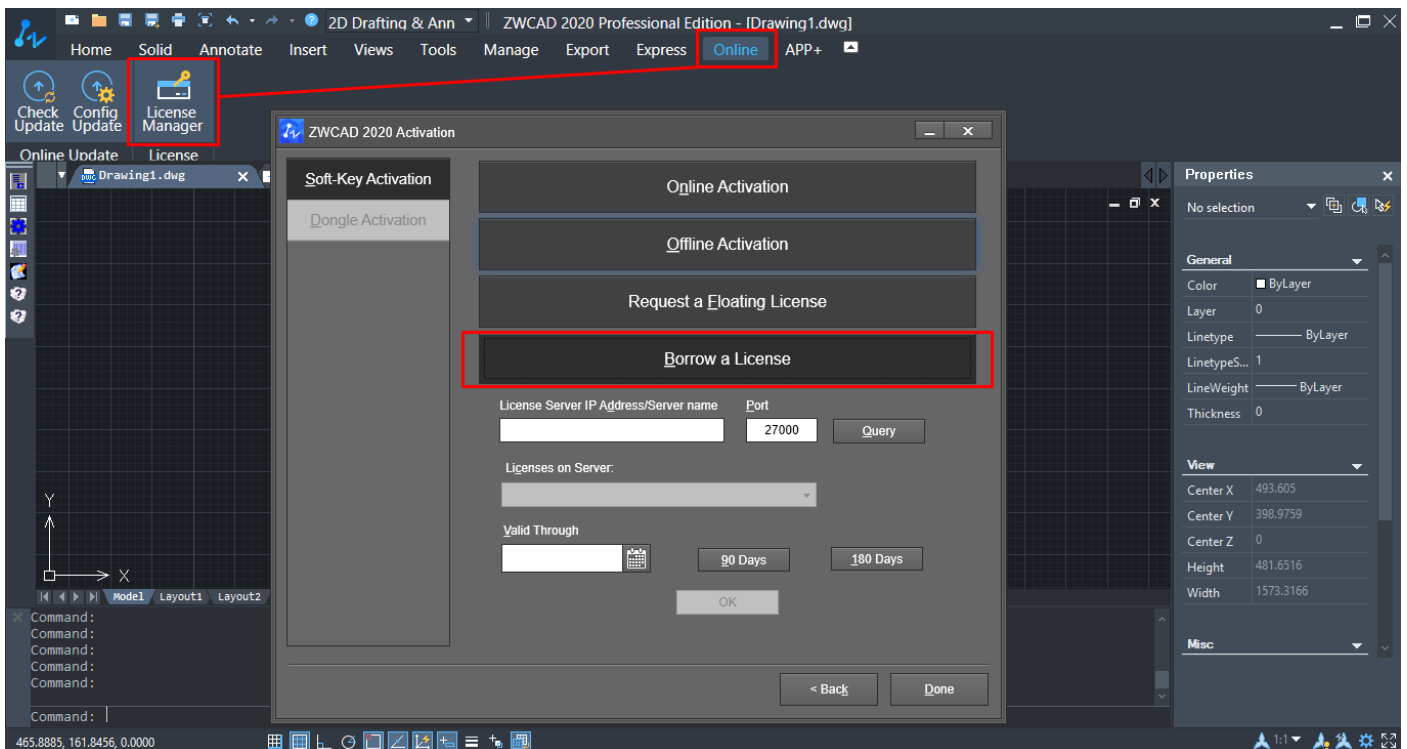 2D Drafting & Ann
ZWCAD 2020 Professional Edition - [Drawing1.dwg]
Home Solid Annotate Insert Views Tools Manage Export Express Online APP+
Check Update
Config Update
License Manager
Online Update License
Drawing1.dwg
ZWCAD 2020 Activation
Soft-Key Activation
Dongle Activation
Online Activation
Offline Activation
Request a Floating License
Borrow a License
License Server IP Address/Server name Port
27000 Query
Licenses on Server:
Valid Through
90 Days 180 Days
OK
< Back Done
Properties
No selection
General
Color ByLayer
Layer 0
Linetype ByLayer
LinetypeS... 1
LineWeight ByLayer
Thickness 0
View
Center X 493.605
Center Y 398.9759
Center Z 0
Height 481.6516
Width 1573.3166
Misc
Y
X
Model Layout1 Layout2
Command:
Command:
Command:
Command:
Command:
Command:
465.8885, 161.8456, 0.0000
1:1